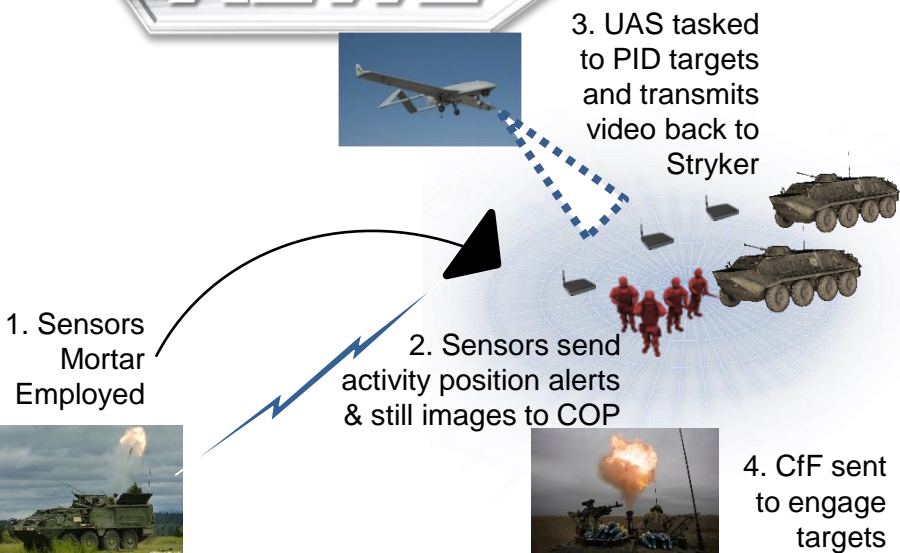 3. UAS tasked
to PID targets
and transmits
video back to
Stryker
1. Sensors
Mortar
Employed
2. Sensors send
activity position alerts
& still images to COP
4. CfF sent
to engage
targets